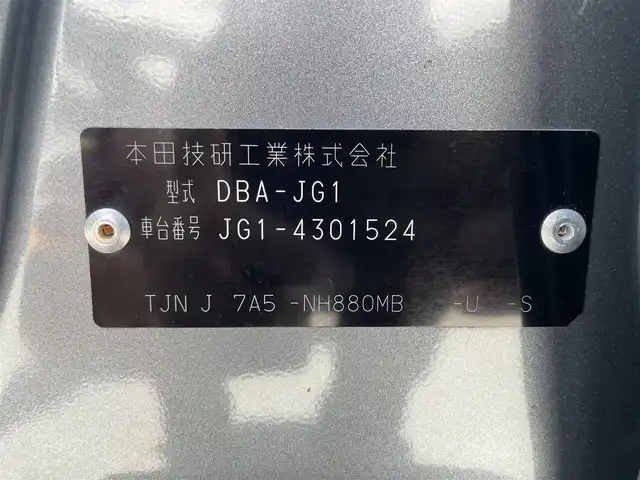 本田技研工業株式会社
型式 DBA-JG1
車台番号 JG1-4301524
TJN J 7A5 -NH880MB -U -S